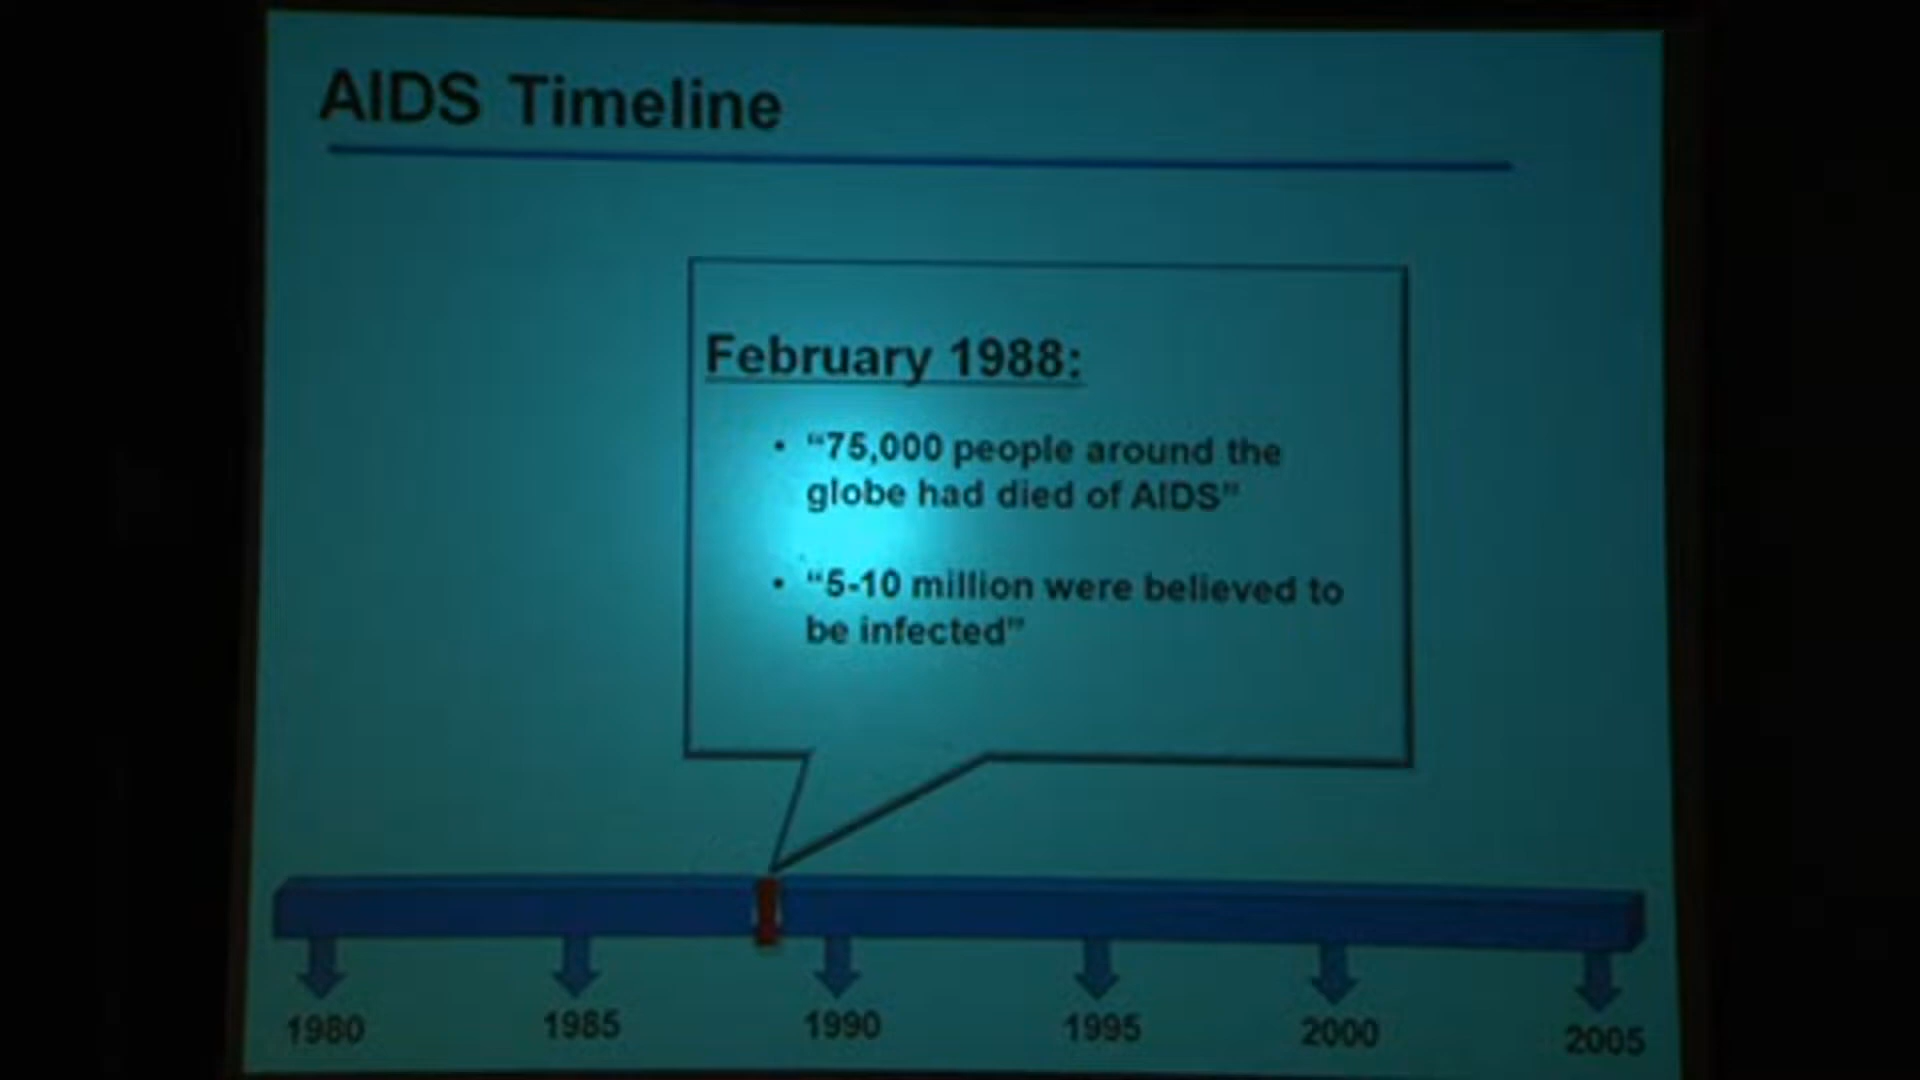 AIDS Timeline
February 1988:
• “75,000 people around the
globe had died of AIDS”
• “5-10 million were believed to
be infected”
1980 1985 1990 1995 2000 2005